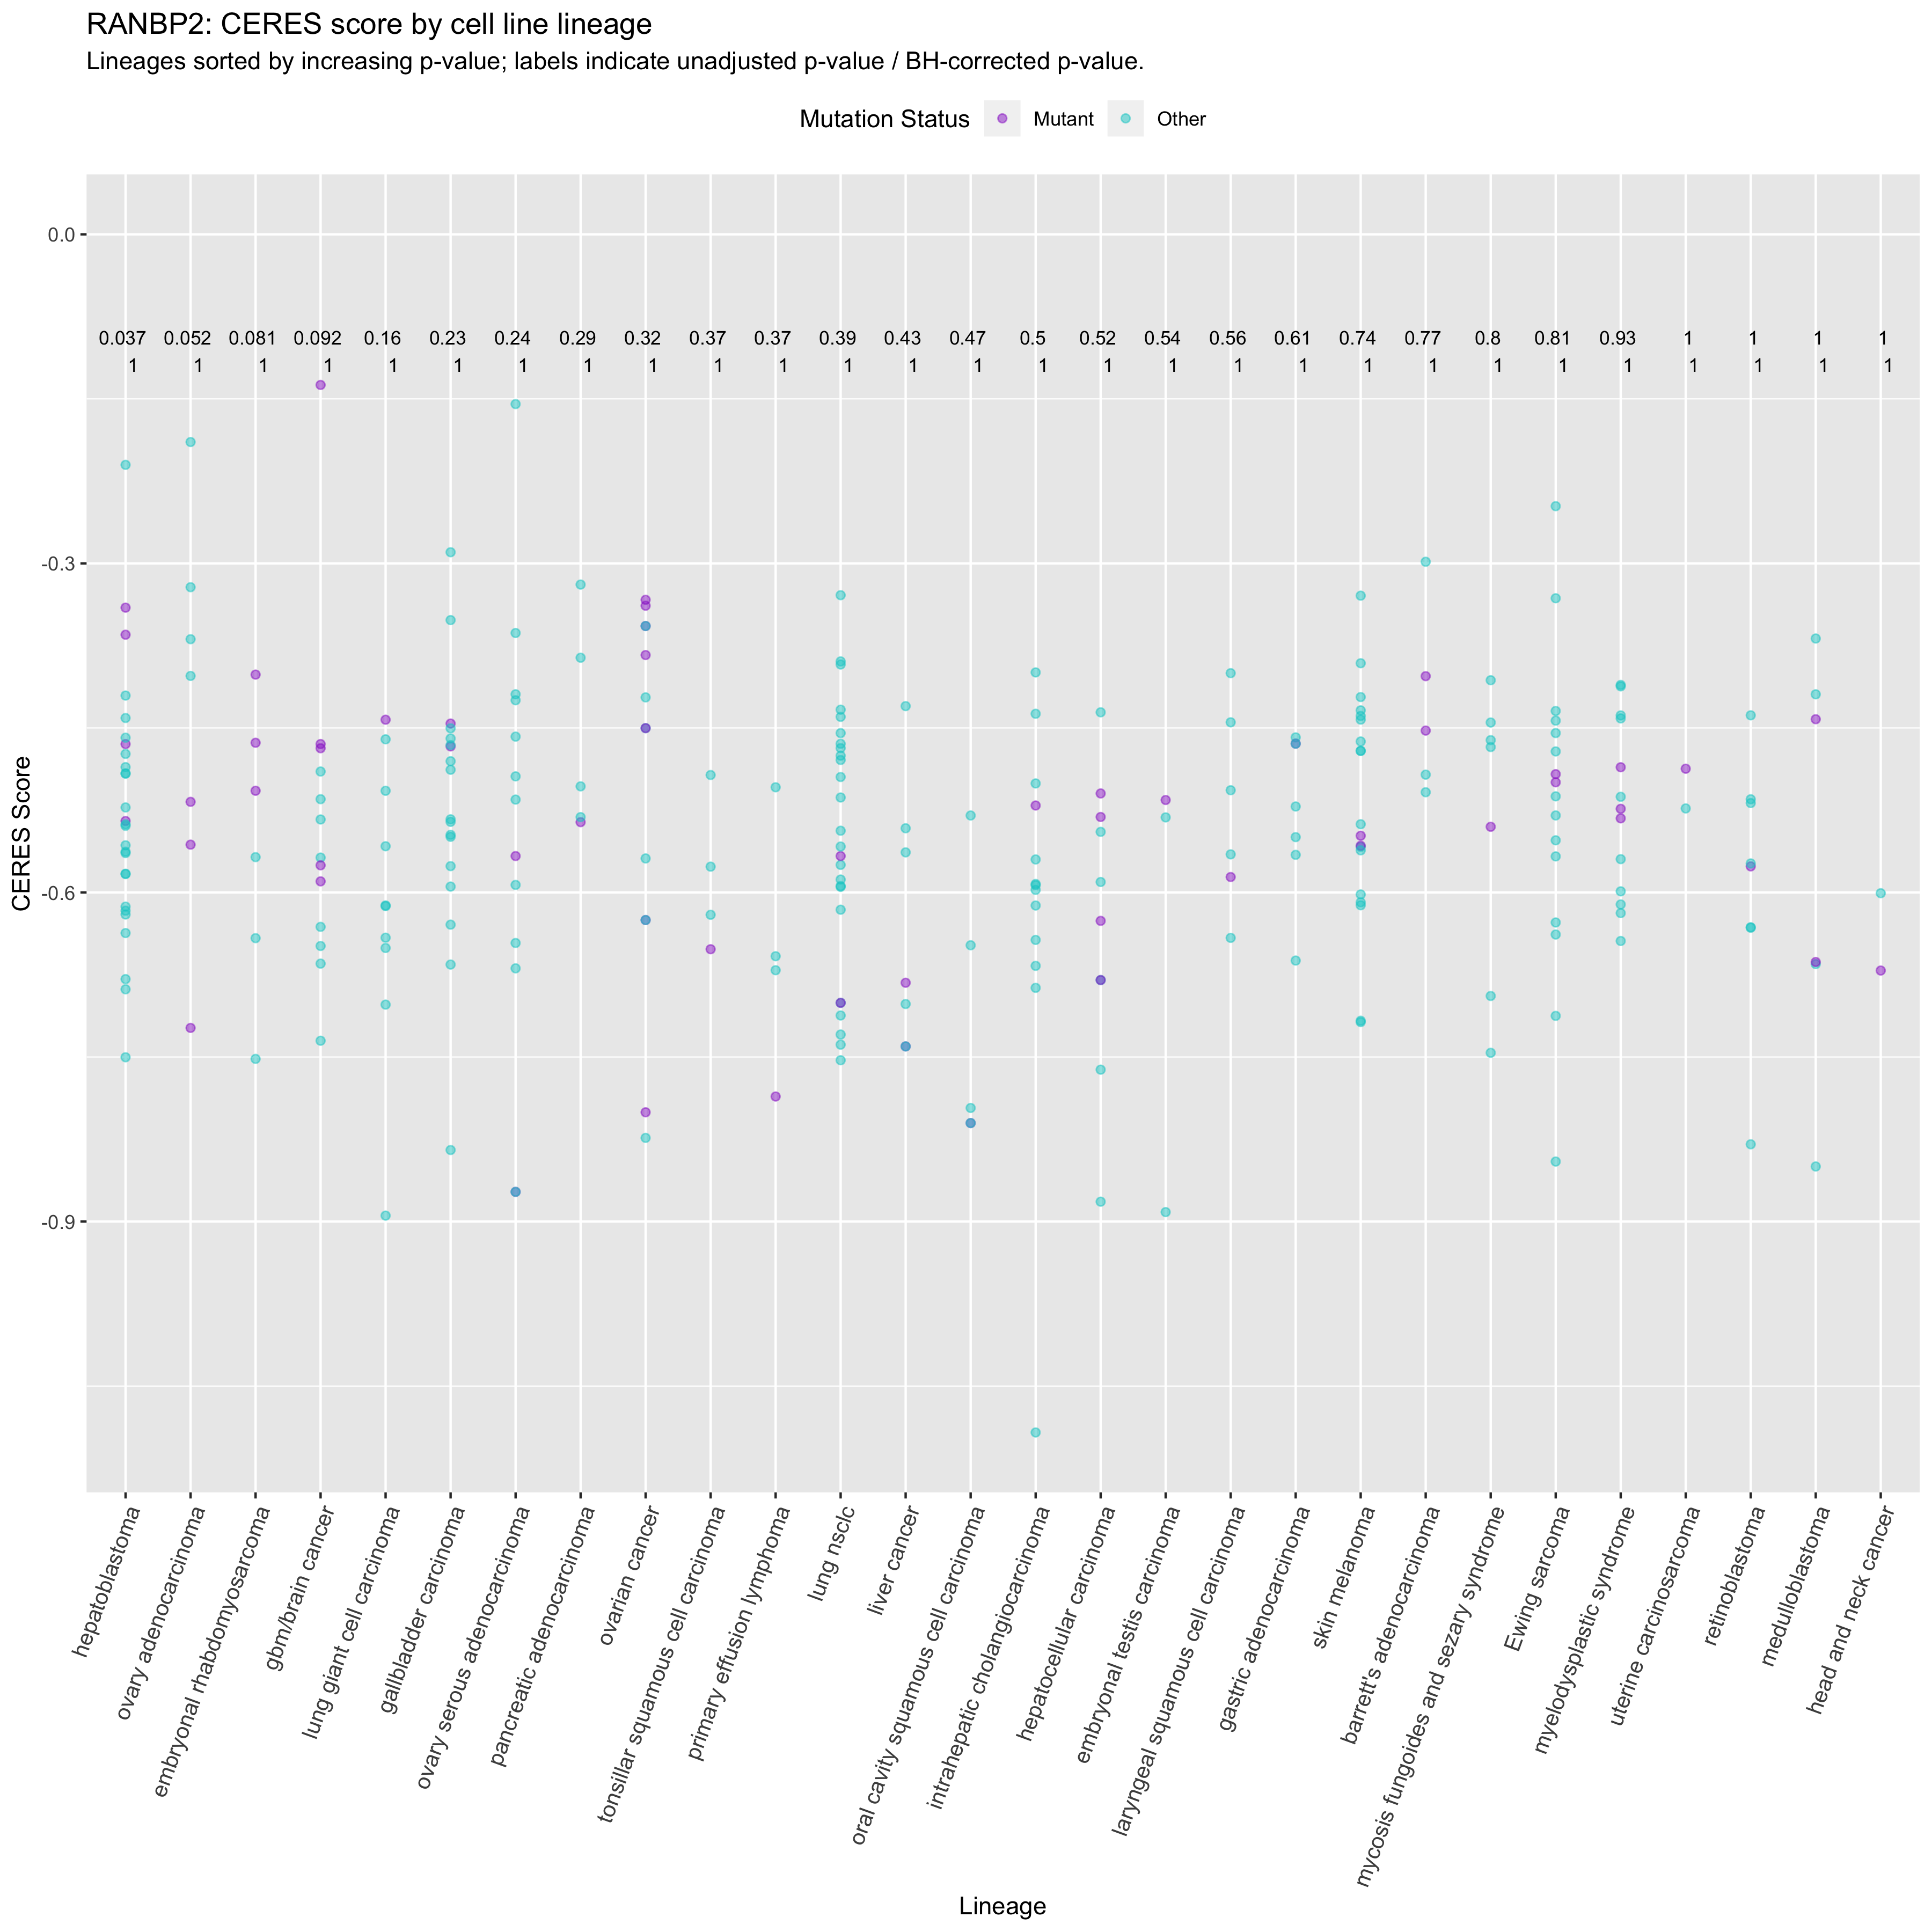 RANBP2: CERES score by cell line lineage
Lineages sorted by increasing p-value; labels indicate unadjusted p-value / BH-corrected p-value.
Mutation Status Mutant Other
0.0
0.037 0.052 0.081 0.092 0.16 0.23 0.24 0.29 0.32 0.37 0.37 0.39 0.43 0.47 0.5 0.52 0.54 0.56 0.61 0.74 0.77 0.8 0.81 0.93 1 1 1 1
1 1 1 1 1 1 1 1 1 1 1 1 1 1 1 1 1 1 1 1 1 1 1 1 1 1 1 1
-0.3
-0.6
-0.9
CERES Score
hepatoblastoma
ovary adenocarcinoma
embryonal rhabdomyosarcoma
gbm/brain cancer
lung giant cell carcinoma
gallbladder carcinoma
ovary serous adenocarcinoma
pancreatic adenocarcinoma
ovarian cancer
tonsillar squamous cell carcinoma
primary effusion lymphoma
lung nsclc
liver cancer
oral cavity squamous cell carcinoma
intrahepatic cholangiocarcinoma
hepatocellular carcinoma
embryonal testis carcinoma
laryngeal squamous cell carcinoma
gastric adenocarcinoma
skin melanoma
barrett's adenocarcinoma
mycosis fungoides and sezary syndrome
Ewing sarcoma
myelodysplastic syndrome
uterine carcinosarcoma
retinoblastoma
medulloblastoma
head and neck cancer
Lineage